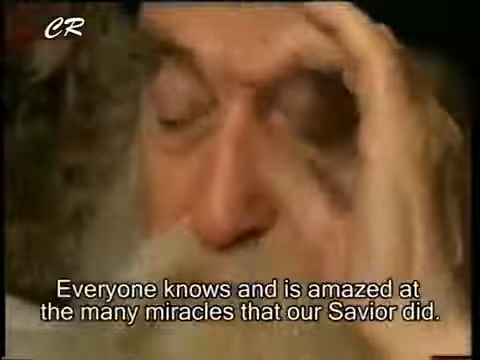 CR
Everyone knows and is amazed at
the many miracles that our Savior did.